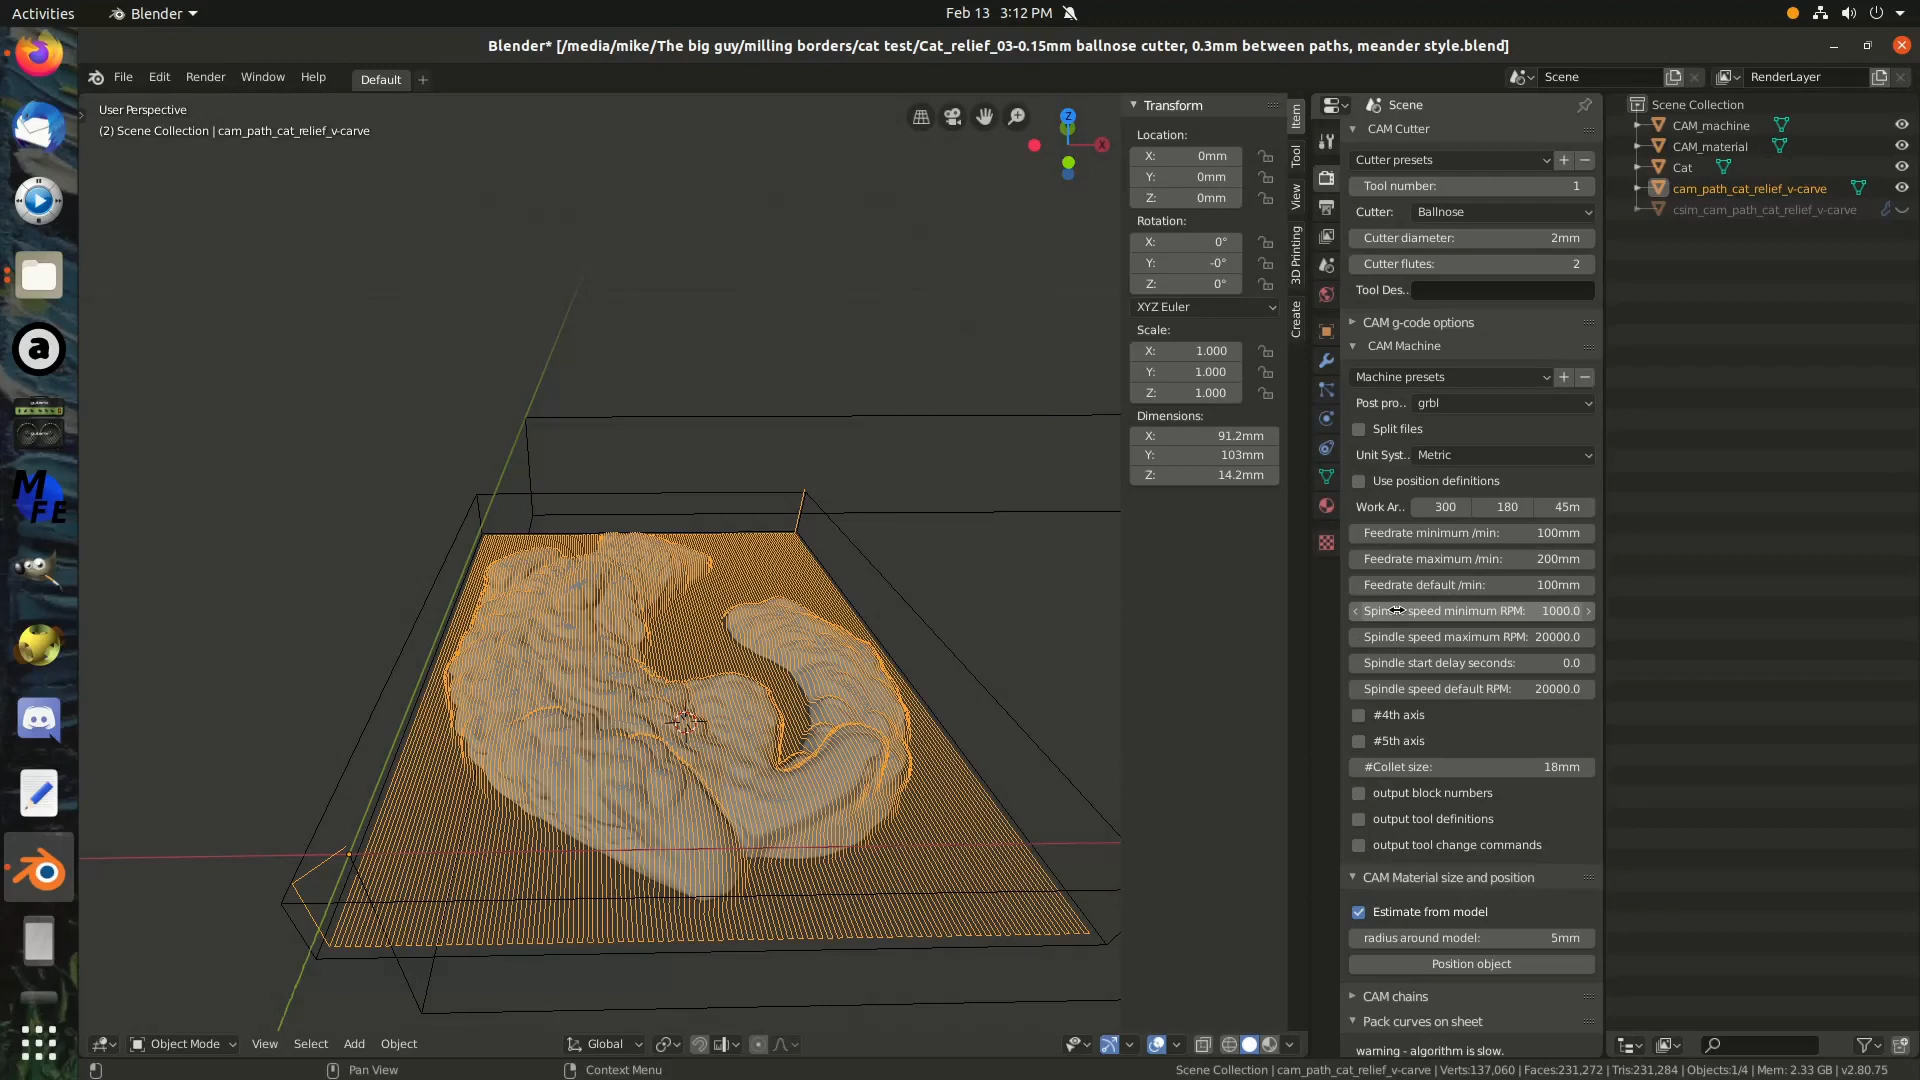 Activities
Blender
Feb 13 3:12 PM
Blender* [/media/mike/The big guy/milling borders/cat test/Cat_relief_03-0.15mm ballnose cutter, 0.3mm between paths, meander style.blend]
File Edit Render Window Help
Default
Scene
RenderLayer
User Perspective
(2) Scene Collection | cam_path_cat_relief_v-carve
Z
X
Transform
Location:
X: 0mm
Y: 0mm
Z: 0mm
Rotation:
X: 0°
Y: -0°
Z: 0°
XYZ Euler
Scale:
X: 1.000
Y: 1.000
Z: 1.000
Dimensions:
X: 91.2mm
Y: 103mm
Z: 14.2mm
Item
Tool
View
3D Printing
Create
Scene
CAM Cutter
Cutter presets
Tool number: 1
Cutter: Ballnose
Cutter diameter: 2mm
Cutter flutes: 2
Tool Des..
CAM g-code options
CAM Machine
Machine presets
Post pro.. grbl
Split files
Unit Syst.. Metric
Use position definitions
Work Ar.. 300 180 45m
Feedrate minimum /min: 100mm
Feedrate maximum /min: 200mm
Feedrate default /min: 100mm
Spindle speed minimum RPM: 1000.0
Spindle speed maximum RPM: 20000.0
Spindle start delay seconds: 0.0
Spindle speed default RPM: 20000.0
#4th axis
#5th axis
#Collet size: 18mm
output block numbers
output tool definitions
output tool change commands
CAM Material size and position
Estimate from model
radius around model: 5mm
Position object
CAM chains
Pack curves on sheet
warning - algorithm is slow.
Scene Collection
CAM_machine
CAM_material
Cat
cam_path_cat_relief_v-carve
csim_cam_path_cat_relief_v-carve
a
M
FE
Object Mode
View Select Add Object
Global
Pan View
Context Menu
Scene Collection | cam_path_cat_relief_v-carve | Verts:137,060 | Faces:231,272 | Tris:231,284 | Objects:1/4 | Mem: 2.33 GB | v2.80.75